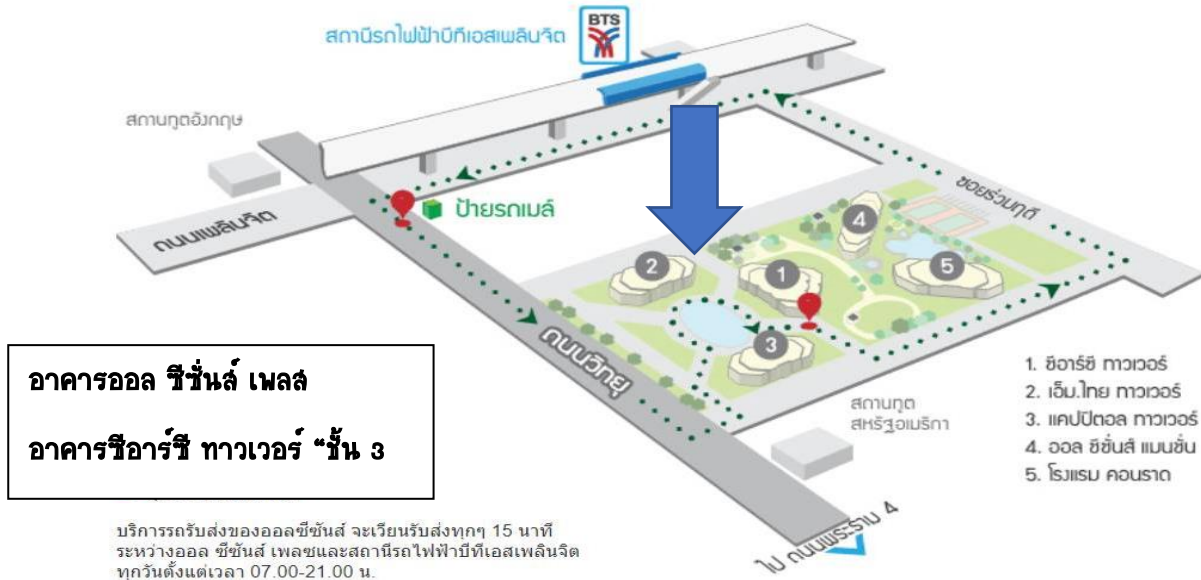 สถานีรถไฟฟ้าบีทีเอสเพลินจิต
BTS
สถานทูตอังกฤษ
ถนนเพลินจิต
ป้ายรถเมล์
ซอยร่วมฤดี
4
2
1
5
3
ถนนวิทยุ
อาคารออล ซีซั่นส์ เพลส
อาคารซีอาร์ซี ทาวเวอร์ “ชั้น 3
สถานทูต
สหรัฐอเมริกา
1. ซีอาร์ซี ทาวเวอร์
2. เอ็ม.ไทย ทาวเวอร์
3. แคปปิตอล ทาวเวอร์
4. ออล ซีซั่นส์ แมนชั่น
5. โรงแรม คอนราด
ไป ถนนพระราม 4
บริการรถรับส่งของออลซีซันส์ จะเวียนรับส่งทุกๆ 15 นาที
ระหว่างออล ซีซันส์ เพลซและสถานีรถไฟฟ้าบีทีเอสเพลินจิต
ทุกวันตั้งแต่เวลา 07.00-21.00 น.